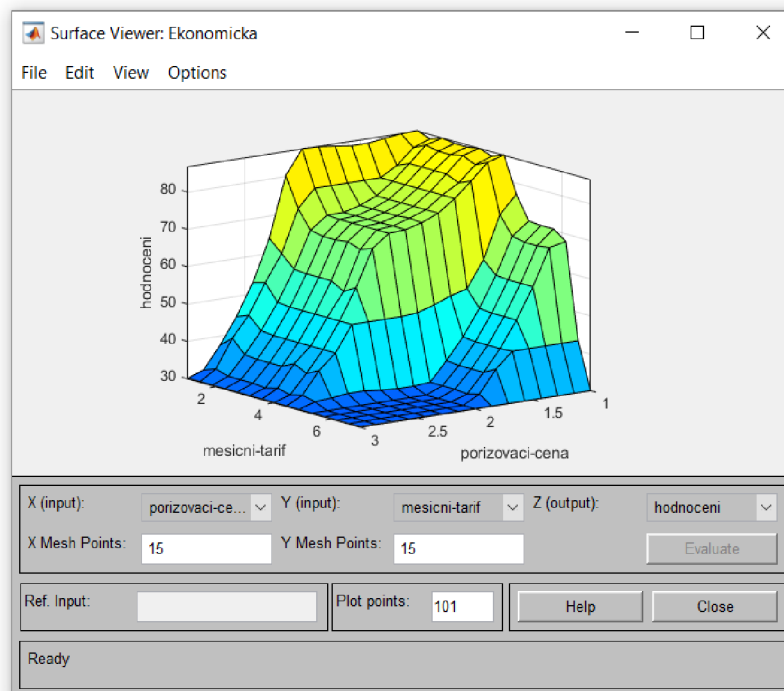 Surface Viewer: Ekonomicka
File Edit View Options
80
70
60
50
40
30
hodnoceni
2
4
6
mesicni-tarif
3
2.5
2
1.5
1
porizovaci-cena
X (input): porizovaci-ce... Y (input): mesicni-tarif Z (output): hodnoceni
X Mesh Points: 15 Y Mesh Points: 15 Evaluate
Ref. Input: Plot points: 101 Help Close
Ready